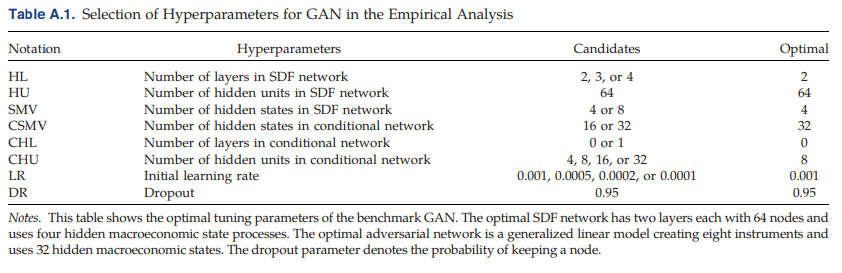 Table A.1. Selection of Hyperparameters for GAN in the Empirical Analysis
Notation Hyperparameters Candidates Optimal
HL Number of layers in SDF network 2, 3, or 4 2
HU Number of hidden units in SDF network 64 64
SMV Number of hidden states in SDF network 4 or 8 4
CSMV Number of hidden states in conditional network 16 or 32 32
CHL Number of layers in conditional network 0 or 1 0
CHU Number of hidden units in conditional network 4, 8, 16, or 32 8
LR Initial learning rate 0.001, 0.0005, 0.0002, or 0.0001 0.001
DR Dropout 0.95 0.95
Notes. This table shows the optimal tuning parameters of the benchmark GAN. The optimal SDF network has two layers each with 64 nodes and
uses four hidden macroeconomic state processes. The optimal adversarial network is a generalized linear model creating eight instruments and
uses 32 hidden macroeconomic states. The dropout parameter denotes the probability of keeping a node.